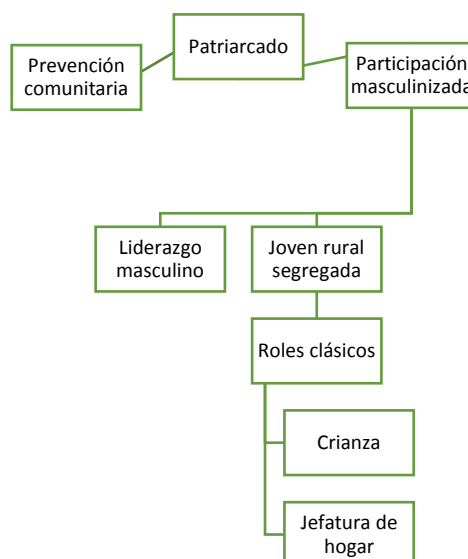 Patriarcado
Prevención
comunitaria
Participación
masculinizada
Liderazgo
masculino
Joven rural
segregada
Roles clásicos
Crianza
Jefatura de
hogar